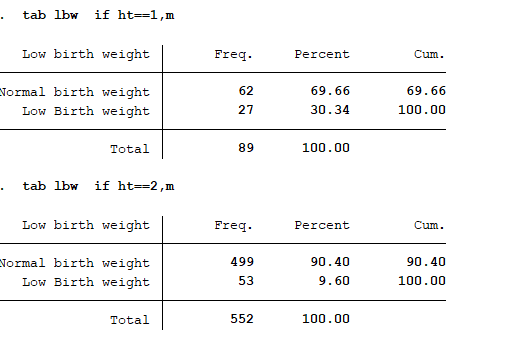 . tab lbw if ht==1,m
Low birth weight Freq. Percent Cum.
Normal birth weight 62 69.66 69.66
Low Birth weight 27 30.34 100.00
Total 89 100.00
. tab lbw if ht==2,m
Low birth weight Freq. Percent Cum.
Normal birth weight 499 90.40 90.40
Low Birth weight 53 9.60 100.00
Total 552 100.00